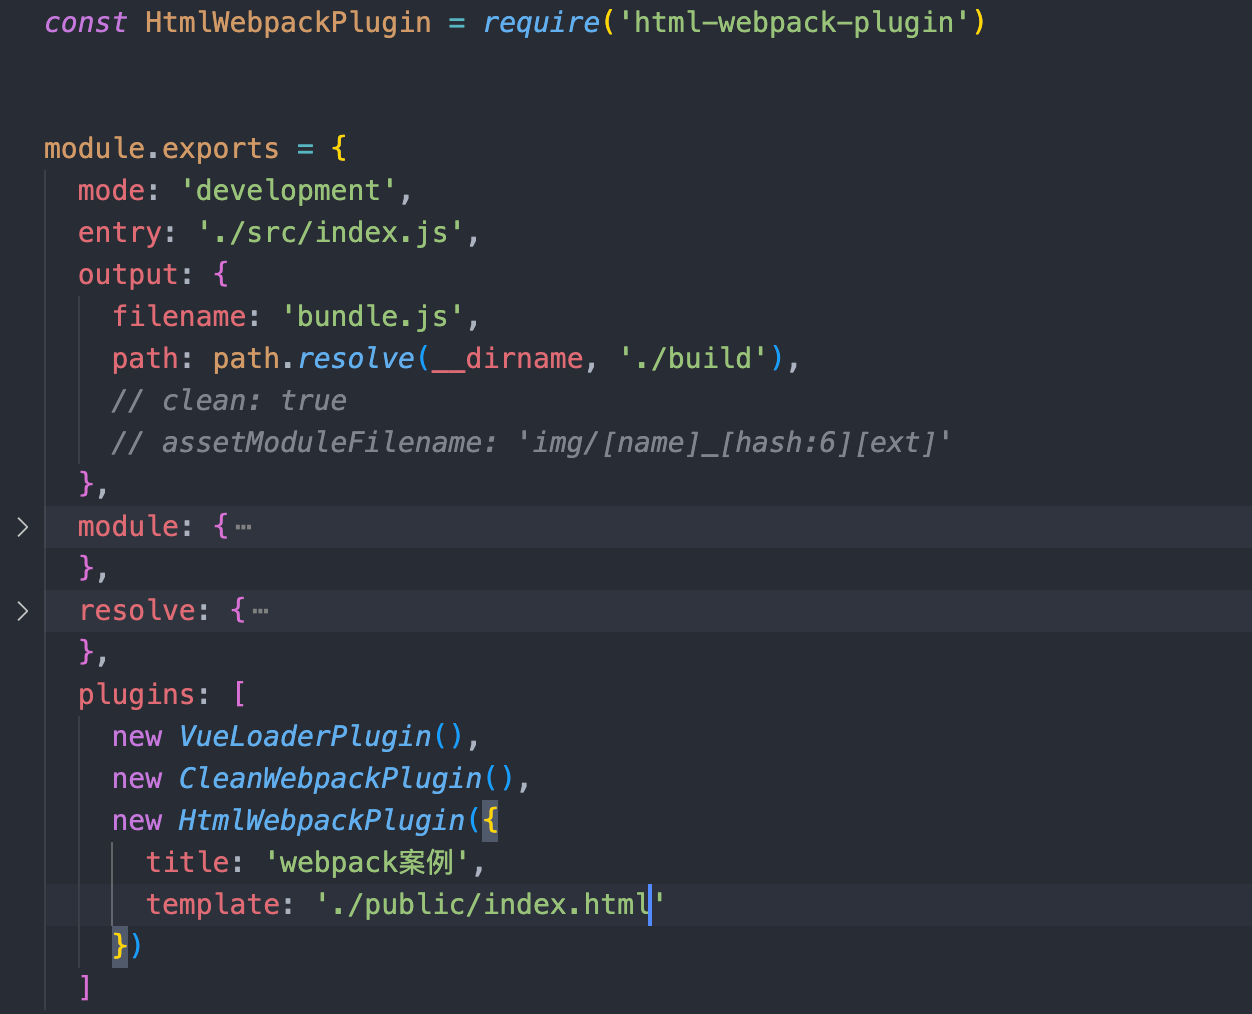 const HtmlWebpackPlugin = require('html-webpack-plugin')
module.exports = {
  mode: 'development',
  entry: './src/index.js',
  output: {
    filename: 'bundle.js',
    path: path.resolve(__dirname, './build'),
    // clean: true
    // assetModuleFilename: 'img/[name]_[hash:6][ext]'
  },
  module: {⋯
  },
  resolve: {⋯
  },
  plugins: [
    new VueLoaderPlugin(),
    new CleanWebpackPlugin(),
    new HtmlWebpackPlugin({
      title: 'webpack案例',
      template: './public/index.html'
    })
  ]